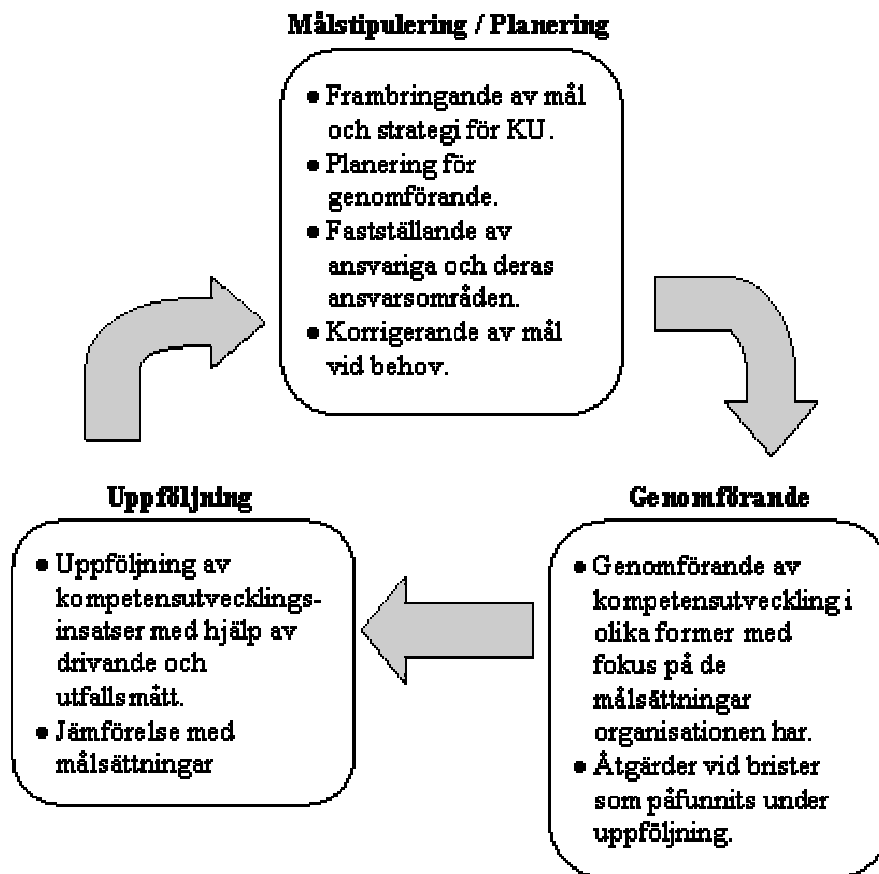 Målstipulering / Planering
● Frambringande av mål
och strategi för KU.
● Planering för
genomförande.
● Fastställande av
ansvariga och deras
ansvarsområden.
● Korrigerande av mål
vid behov.
Uppföljning
● Uppföljning av
kompetensutvecklings-
insatser med hjälp av
drivande och
utfallsmått.
● Jämförelse med
målsättningar
Genomförande
● Genomförande av
kompetensutveckling i
olika former med
fokus på de
målsättningar
organisationen har.
● Åtgärder vid brister
som påfunnits under
uppföljning.